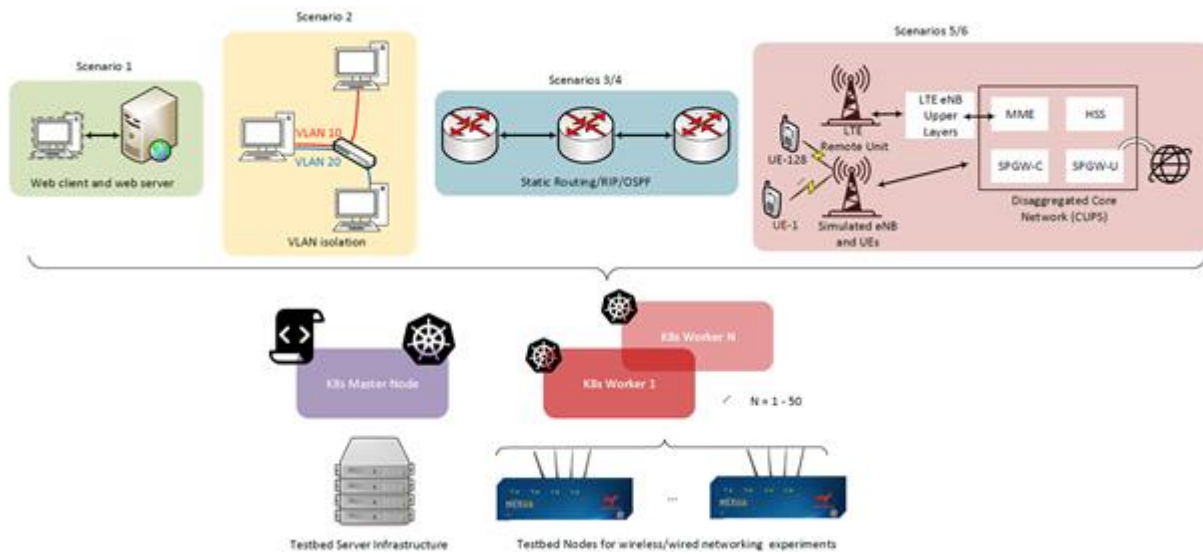 Scenario 1
Web client and web server
Scenario 2
VLAN 10
VLAN 20
VLAN isolation
Scenarios 3/4
Static Routing/RIP/OSPF
Scenarios 5/6
UE-128
UE-1
LTE
Remote Unit
Simulated eNB
and UEs
LTE eNB
Upper
Layers
MME
HSS
SPGW-C
SPGW-U
Disaggregated Core
Network (CUPS)
K8s Master Node
K8s Worker N
K8s Worker 1
N = 1 - 50
...
Testbed Server Infrastructure
Testbed Nodes for wireless/wired networking experiments